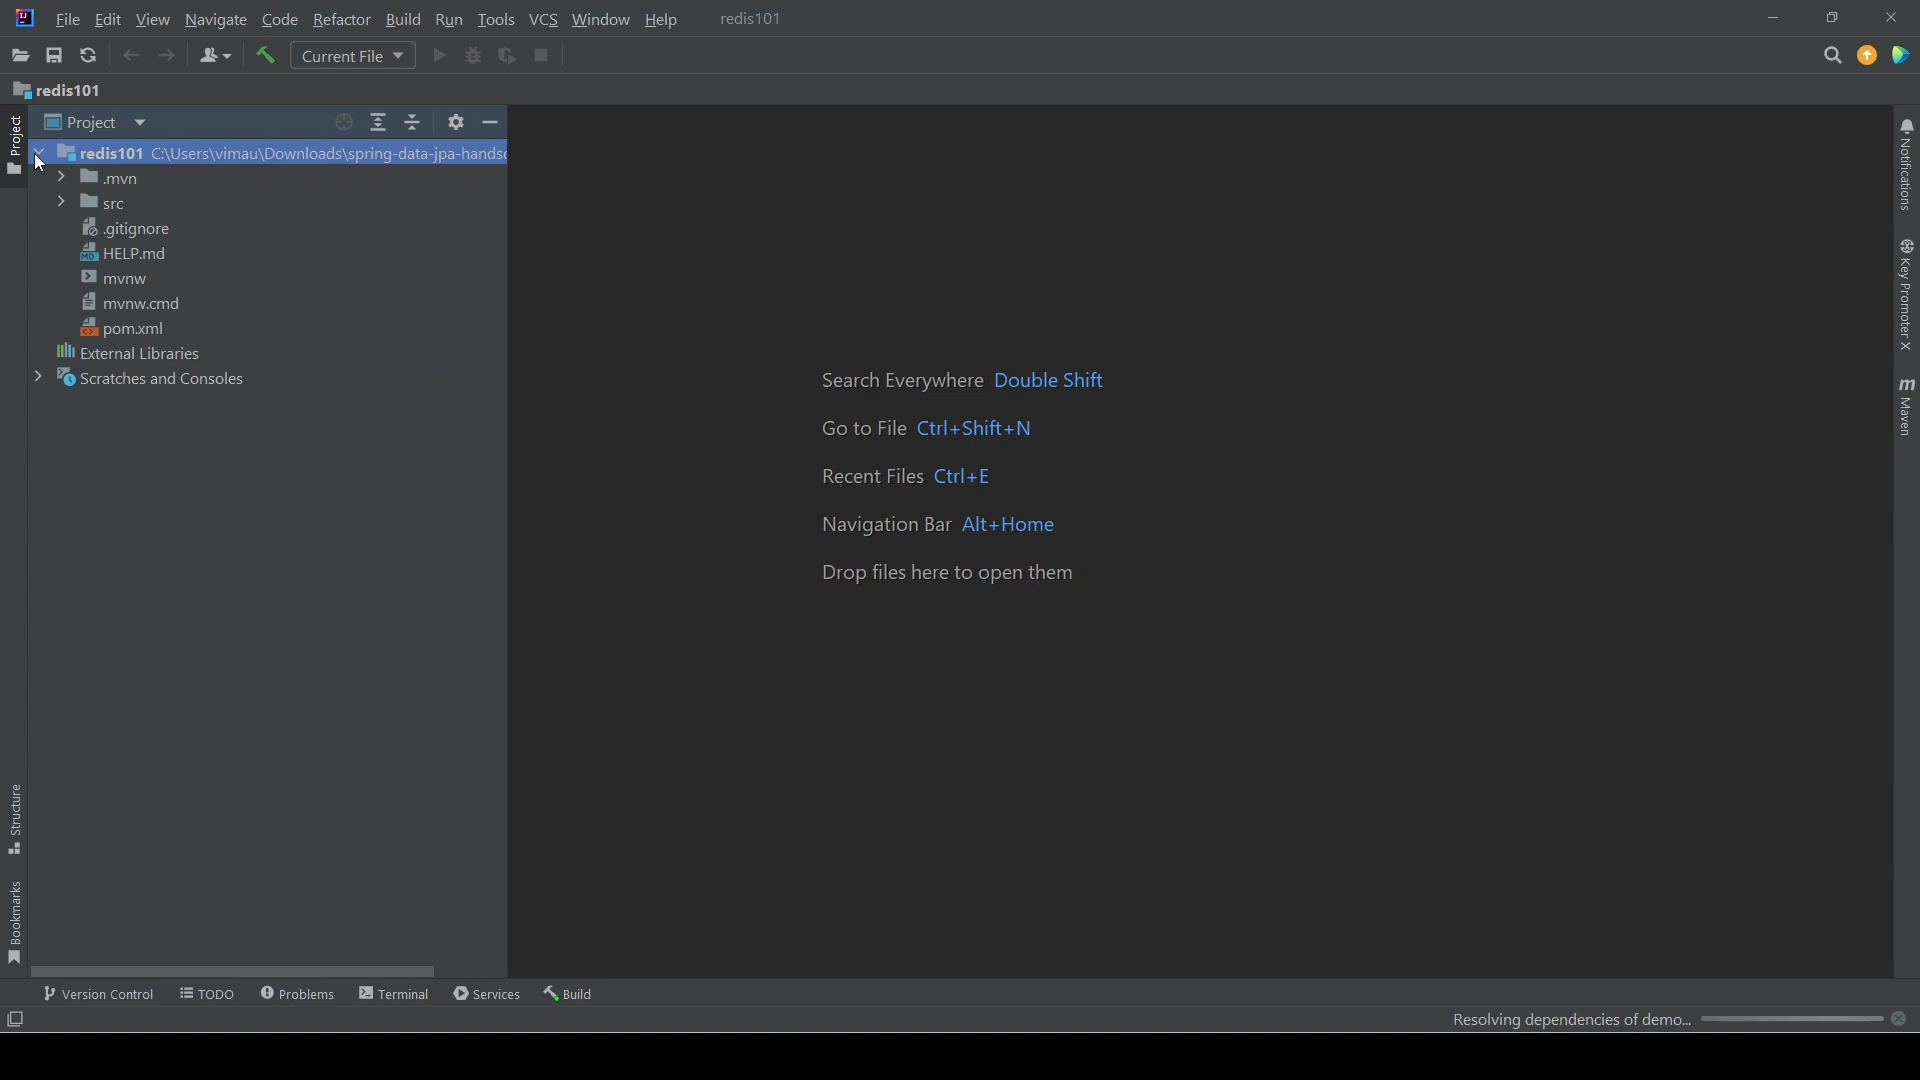 File Edit View Navigate Code Refactor Build Run Tools VCS Window Help redis101
Current File
redis101
Project
redis101 C:\Users\vimau\Downloads\spring-data-jpa-hands
.mvn
src
.gitignore
HELP.md
mvnw
mvnw.cmd
pom.xml
External Libraries
Scratches and Consoles
Project
Structure
Bookmarks
Search Everywhere Double Shift
Go to File Ctrl+Shift+N
Recent Files Ctrl+E
Navigation Bar Alt+Home
Drop files here to open them
Notifications
Key Promoter X
Maven
Version Control TODO Problems Terminal Services Build
Resolving dependencies of demo...